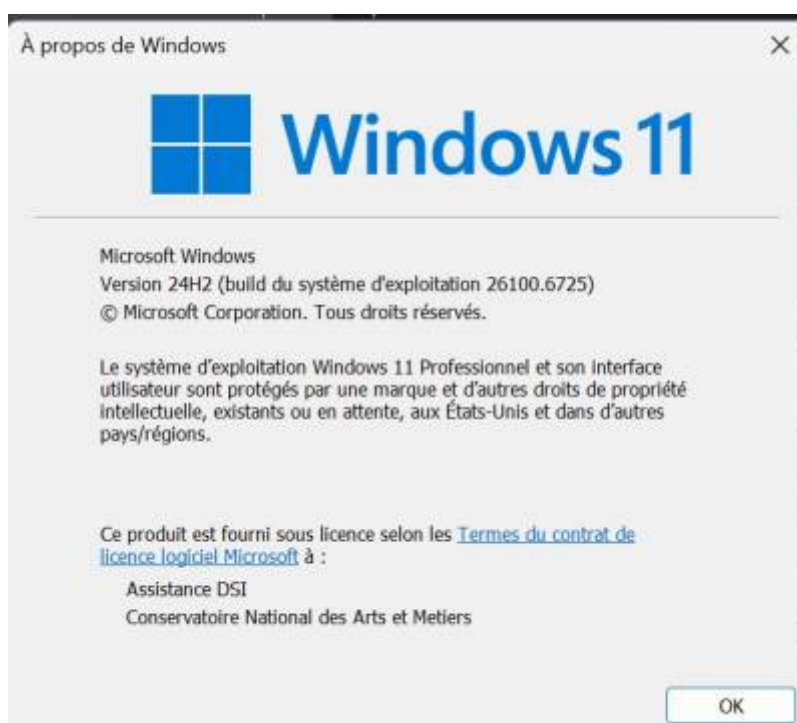 À propos de Windows
Windows 11
Microsoft Windows
Version 24H2 (build du système d'exploitation 26100.6725)
© Microsoft Corporation. Tous droits réservés.
Le système d’exploitation Windows 11 Professionnel et son interface
utilisateur sont protégés par une marque et d’autres droits de propriété
intellectuelle, existants ou en attente, aux États-Unis et dans d’autres
pays/régions.
Ce produit est fourni sous licence selon les Termes du contrat de
licence logiciel Microsoft à :
Assistance DSI
Conservatoire National des Arts et Metiers
OK